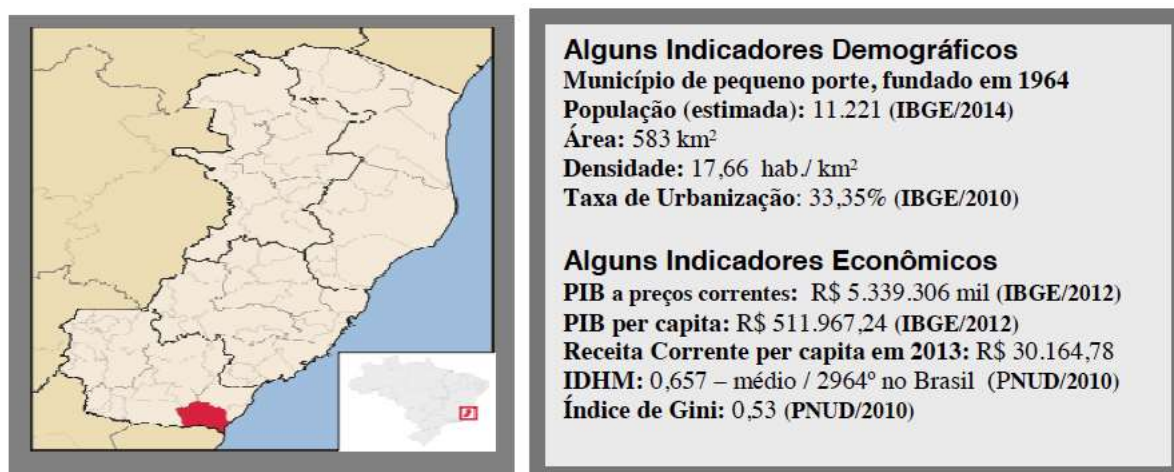 Alguns Indicadores Demográficos
Município de pequeno porte, fundado em 1964
População (estimada): 11.221 (IBGE/2014)
Área: 583 km²
Densidade: 17,66 hab./ km²
Taxa de Urbanização: 33,35% (IBGE/2010)
Alguns Indicadores Econômicos
PIB a preços correntes: R$ 5.339.306 mil (IBGE/2012)
PIB per capita: R$ 511.967,24 (IBGE/2012)
Receita Corrente per capita em 2013: R$ 30.164,78
IDHM: 0,657 – médio / 2964º no Brasil (PNUD/2010)
Índice de Gini: 0,53 (PNUD/2010)